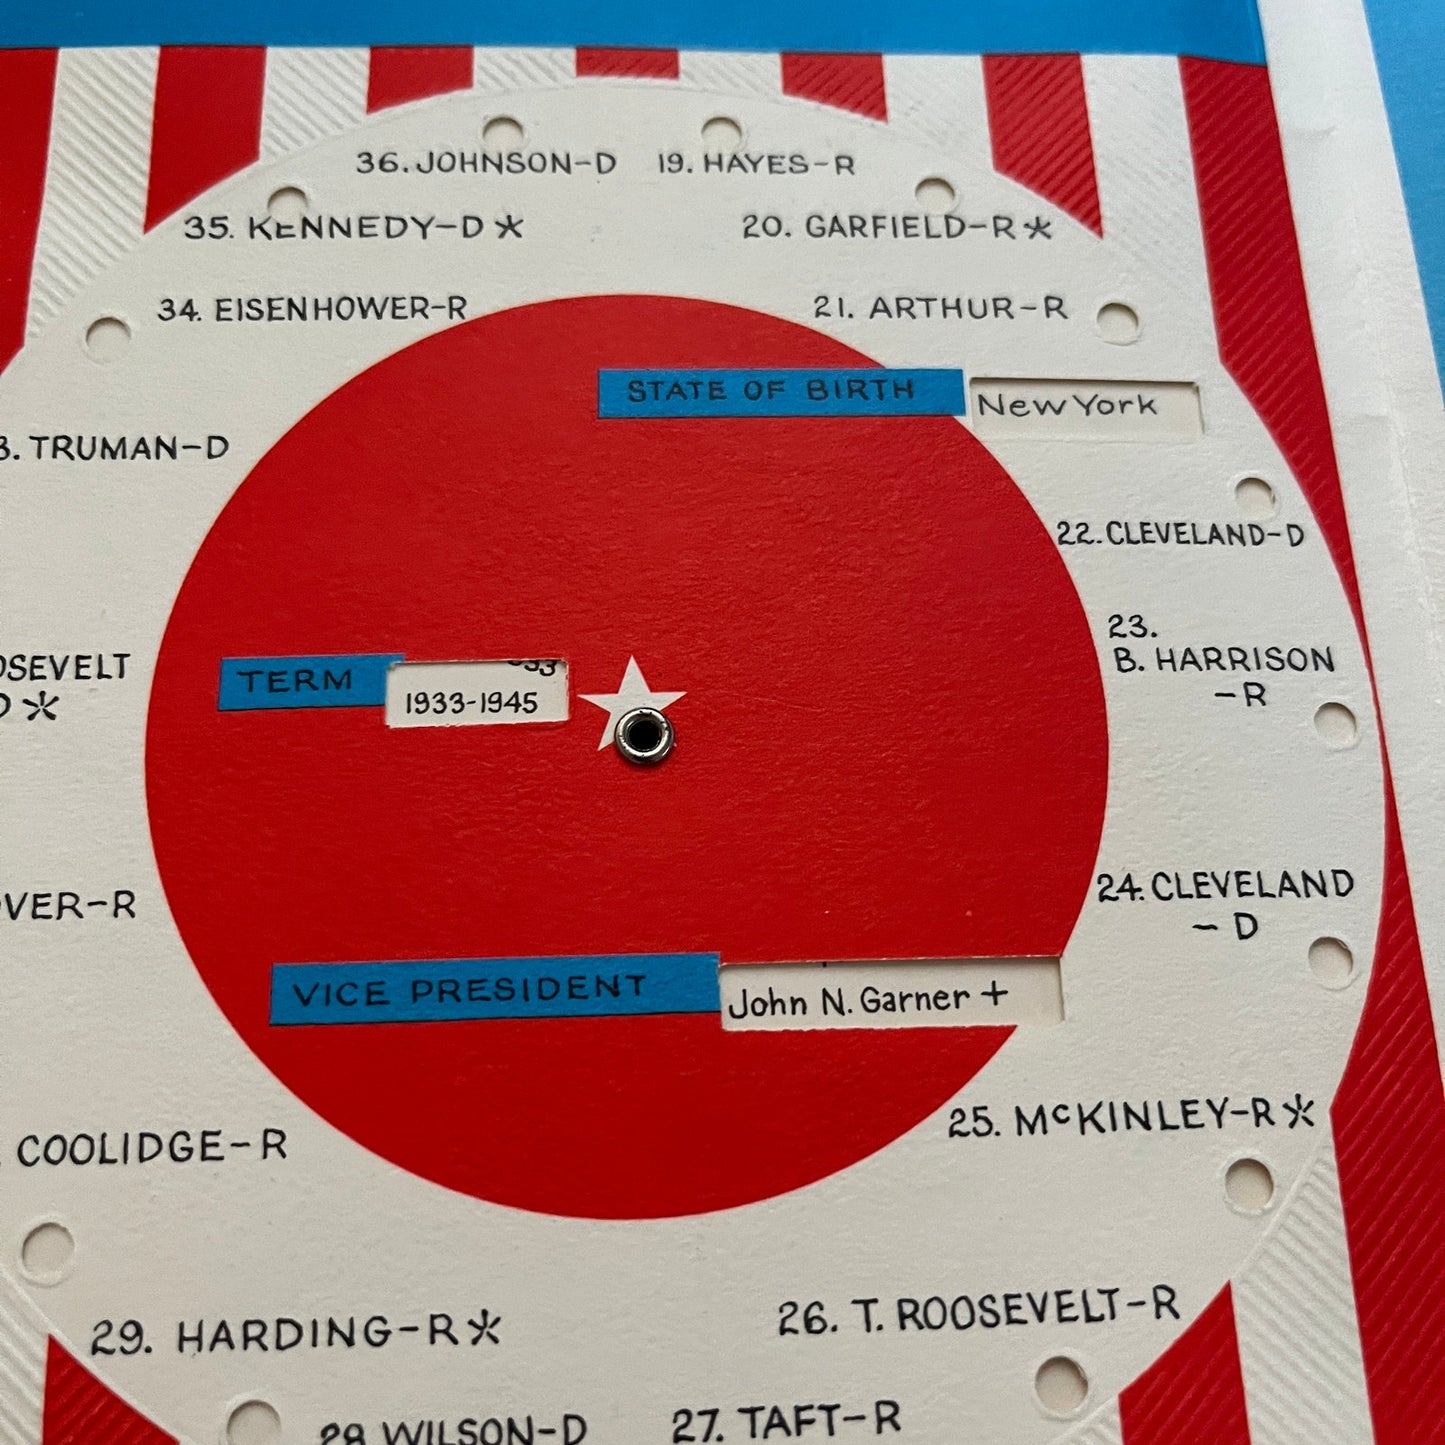 36. JOHNSON-D
19. HAYES-R
35. KENNEDY-D *
20. GARFIELD-R *
34. EISENHOWER-R
21. ARTHUR-R
STATE OF BIRTH
New York
3. TRUMAN-D
22. CLEVELAND-D
23.
B. HARRISON
-R
OSEVELT
D *
TERM
1933-1945
24. CLEVELAND
- D
VER-R
VICE PRESIDENT
John N. Garner +
25. McKINLEY-R *
COOLIDGE-R
26. T. ROOSEVELT-R
29. HARDING-R *
27. TAFT-R
28. WILSON-D